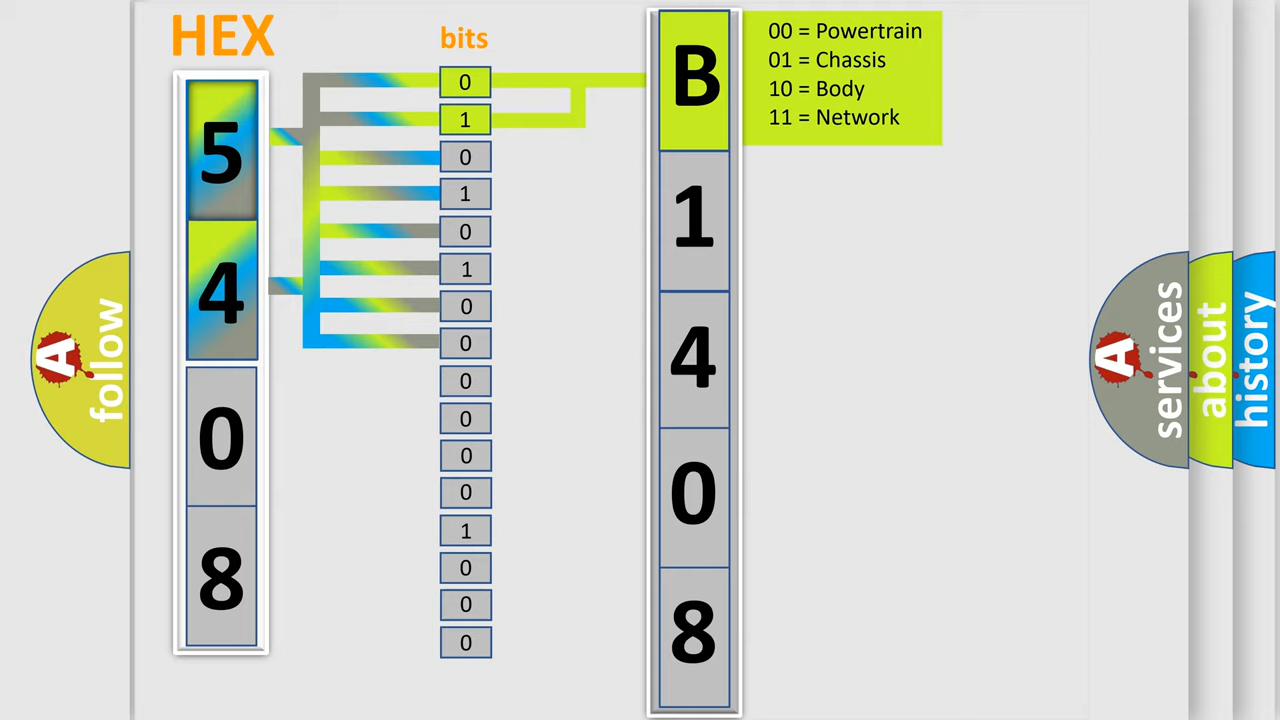 HEX
bits
5
4
0
8
0
1
0
1
0
1
0
0
0
0
0
0
1
0
0
0
B
1
4
0
8
00 = Powertrain
01 = Chassis
10 = Body
11 = Network
A follow
A services
about
history